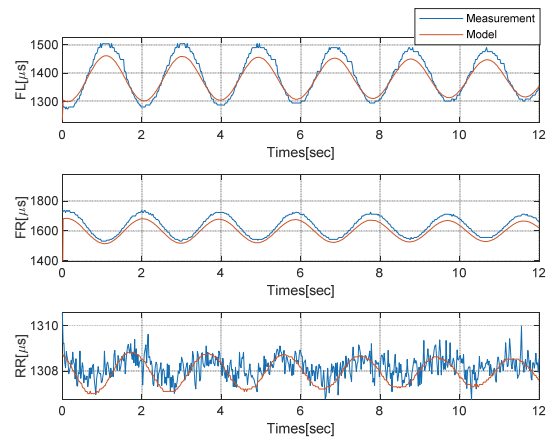 Measurement
Model
FL[μs]
1500
1400
1300
0 2 4 6 8 10 12
Times[sec]
FR[μs]
1800
1600
1400
0 2 4 6 8 10 12
Times[sec]
RR[μs]
1310
1308
0 2 4 6 8 10 12
Times[sec]